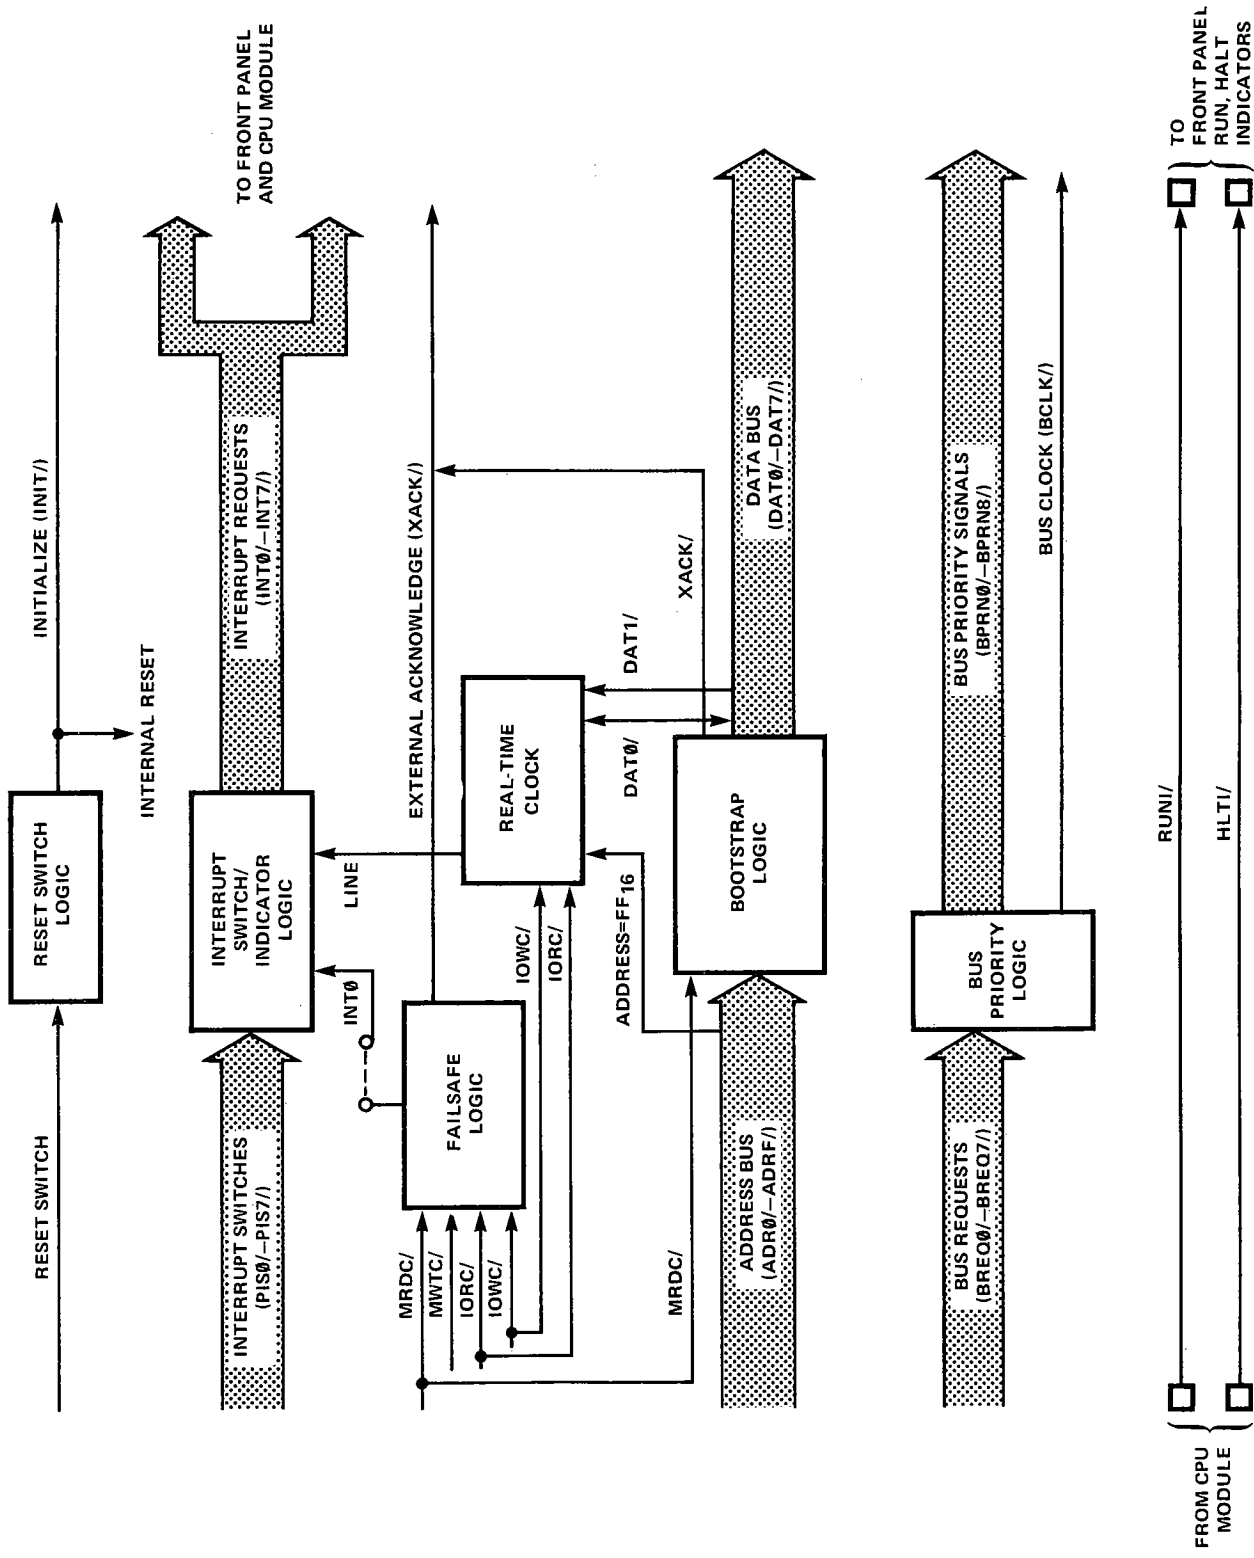 RESET SWITCH
RESET SWITCH
LOGIC
INITIALIZE (INIT/)
INTERNAL RESET
INTERRUPT SWITCHES
(PIS0/–PIS7/)
INTERRUPT
SWITCH/
INDICATOR
LOGIC
INTERRUPT REQUESTS
(INT0/–INT7/)
TO FRONT PANEL
AND CPU MODULE
INT0
LINE
MRDC/
MWTC/
IORC/
IOWC/
FAILSAFE
LOGIC
EXTERNAL ACKNOWLEDGE (XACK/)
IOWC/
IORC/
REAL-TIME
CLOCK
ADDRESS=FF16
DAT0/
DAT1/
XACK/
MRDC/
ADDRESS BUS
(ADR0/–ADRF/)
BOOTSTRAP
LOGIC
DATA BUS
(DAT0/–DAT7/)
BUS REQUESTS
(BREQ0/–BREQ7/)
BUS
PRIORITY
LOGIC
BUS PRIORITY SIGNALS
(BPRN0/–BPRN8/)
BUS CLOCK (BCLK/)
FROM CPU
MODULE
RUNI/
HLTI/
TO
FRONT PANEL
RUN, HALT
INDICATORS